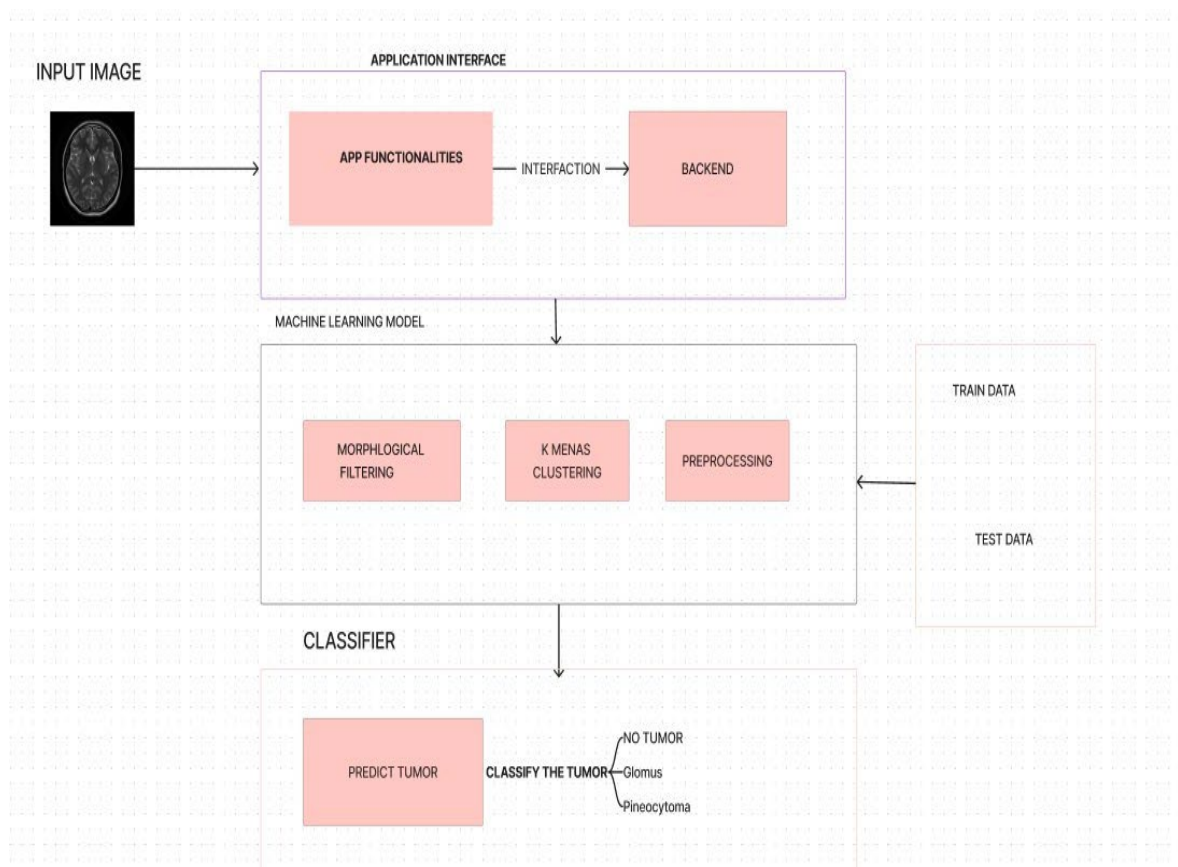 INPUT IMAGE
APPLICATION INTERFACE
APP FUNCTIONALITIES
INTERFACTION
BACKEND
MACHINE LEARNING MODEL
MORPHLOGICAL
FILTERING
K MENAS
CLUSTERING
PREPROCESSING
TRAIN DATA
TEST DATA
CLASSIFIER
PREDICT TUMOR
CLASSIFY THE TUMOR
NO TUMOR
Glomus
Pineocytoma